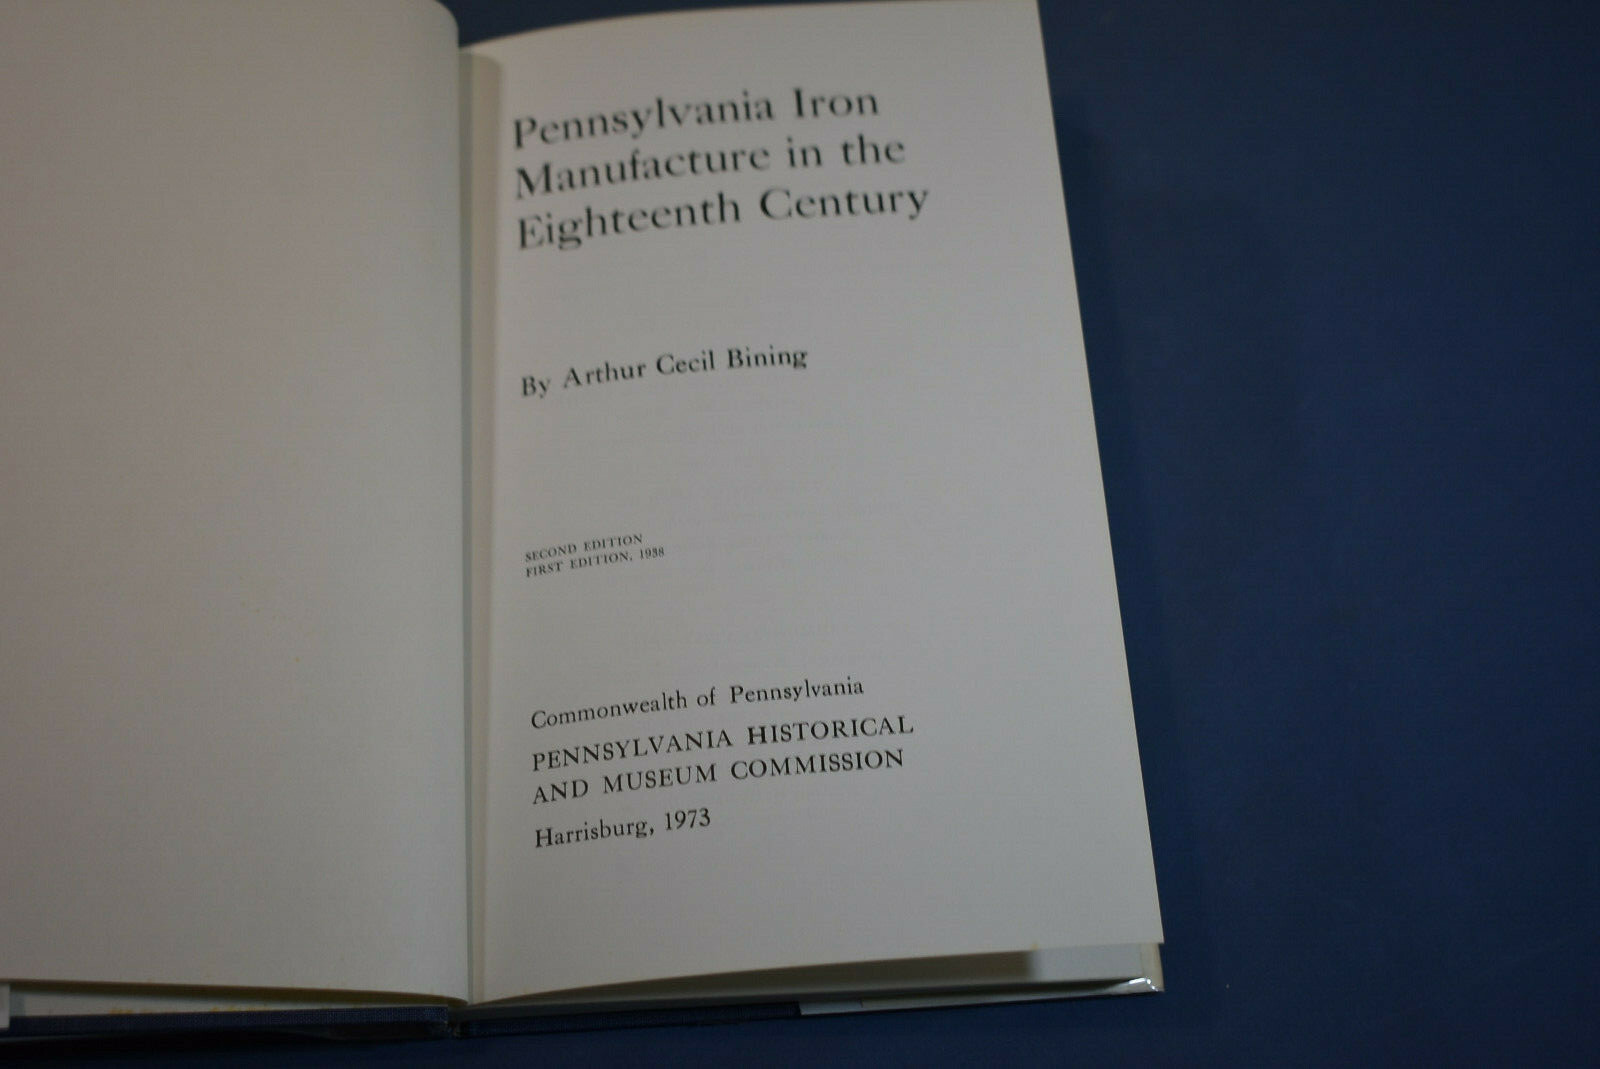 Pennsylvania Iron
Manufacture in the
Eighteenth Century
By Arthur Cecil Bining
SECOND EDITION
FIRST EDITION, 1938
Commonwealth of Pennsylvania
PENNSYLVANIA HISTORICAL
AND MUSEUM COMMISSION
Harrisburg, 1973